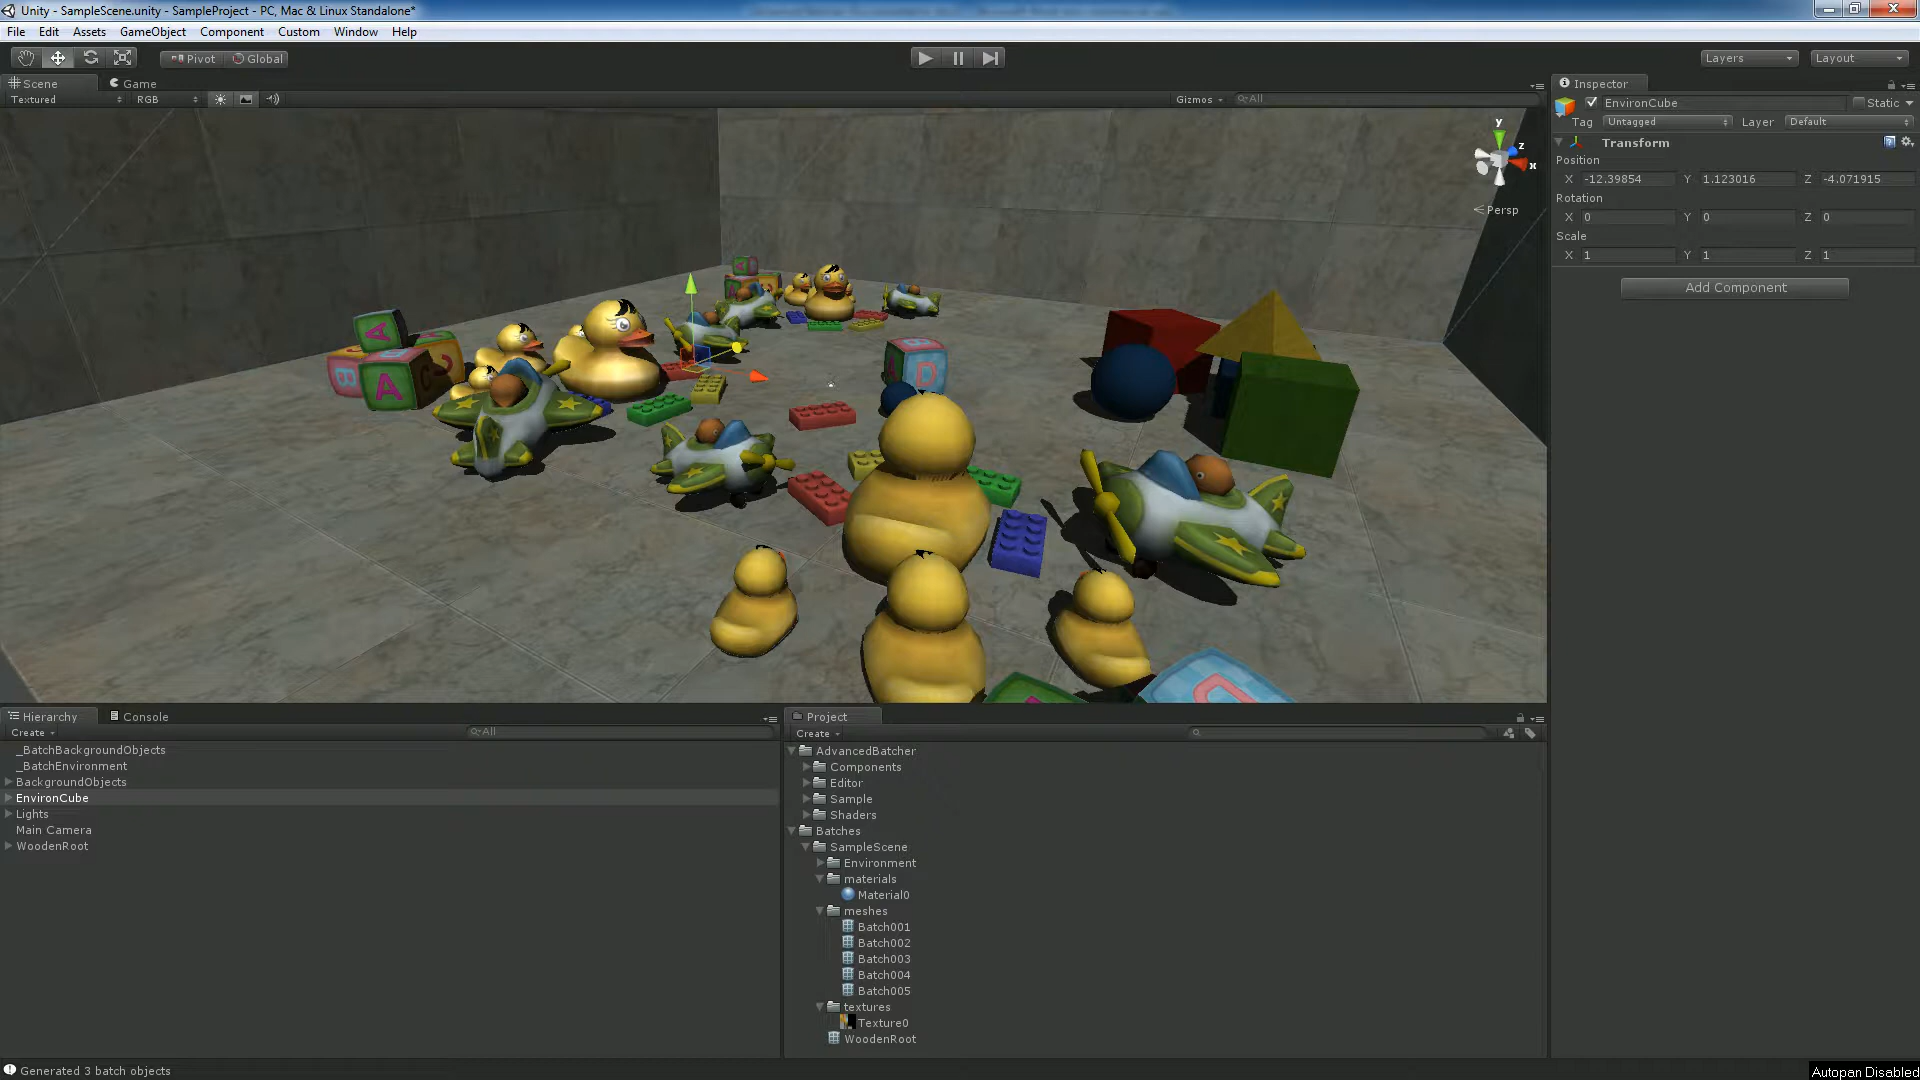 Unity - SampleScene.unity - SampleProject - PC, Mac & Linux Standalone*
File Edit Assets GameObject Component Custom Window Help
Pivot Global Layers Layout
Scene Game
Textured RGB Gizmos All
y
z
x
Persp
Inspector
EnvironCube Static
Tag Untagged Layer Default
Transform
Position
X -12.39854 Y 1.123016 Z -4.071915
Rotation
X 0 Y 0 Z 0
Scale
X 1 Y 1 Z 1
Add Component
A
B A C
B
D
Hierarchy Console
Create All
_BatchBackgroundObjects
_BatchEnvironment
BackgroundObjects
EnvironCube
Lights
Main Camera
WoodenRoot
Project
Create
AdvancedBatcher
Components
Editor
Sample
Shaders
Batches
SampleScene
Environment
materials
Material0
meshes
Batch001
Batch002
Batch003
Batch004
Batch005
textures
Texture0
WoodenRoot
Generated 3 batch objects
Autopan Disabled